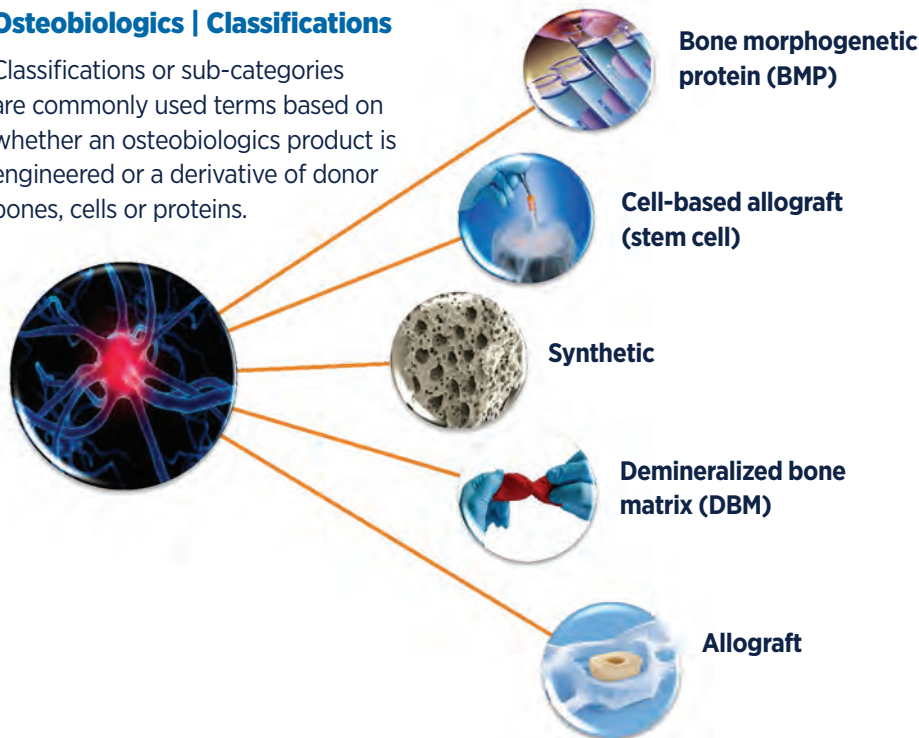 Osteobiologics | Classifications
Classifications or sub-categories
are commonly used terms based on
whether an osteobiologics product is
engineered or a derivative of donor
bones, cells or proteins.
Bone morphogenetic
protein (BMP)
Cell-based allograft
(stem cell)
Synthetic
Demineralized bone
matrix (DBM)
Allograft